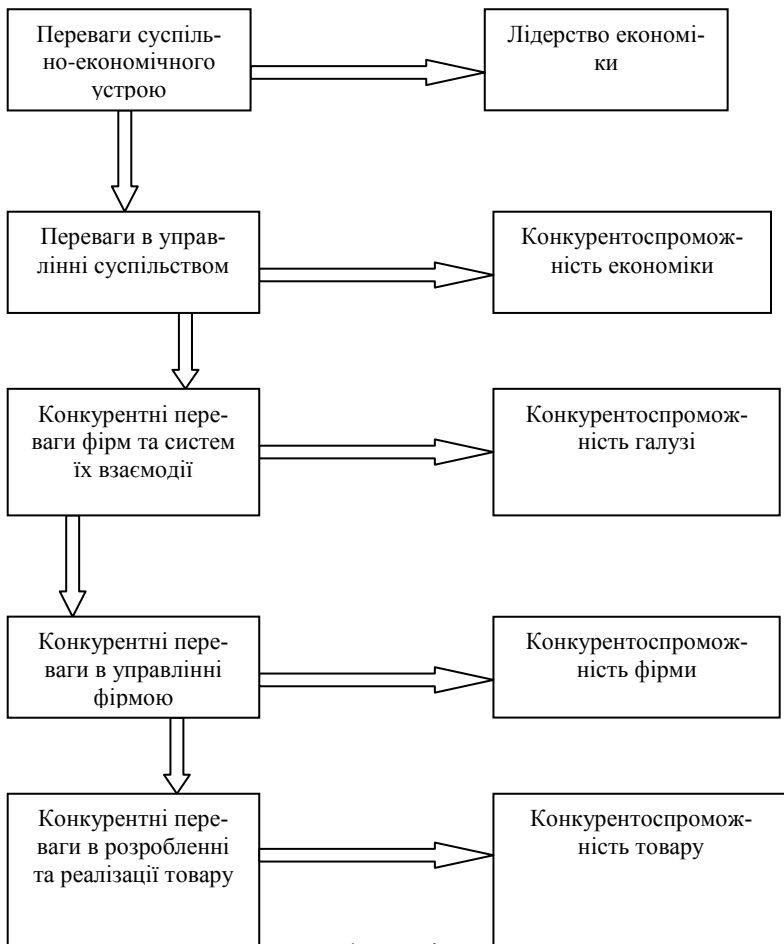 Переваги суспіль-
но-економічного
устрою
Лідерство економі-
ки
Переваги в управ-
лінні суспільством
Конкурентоспромож-
ність економіки
Конкурентні пере-
ваги фірм та систем
їх взаємодії
Конкурентоспромож-
ність галузі
Конкурентні пере-
ваги в управлінні
фірмою
Конкурентоспромож-
ність фірми
Конкурентні пере-
ваги в розробленні
та реалізації товару
Конкурентоспромож-
ність товару